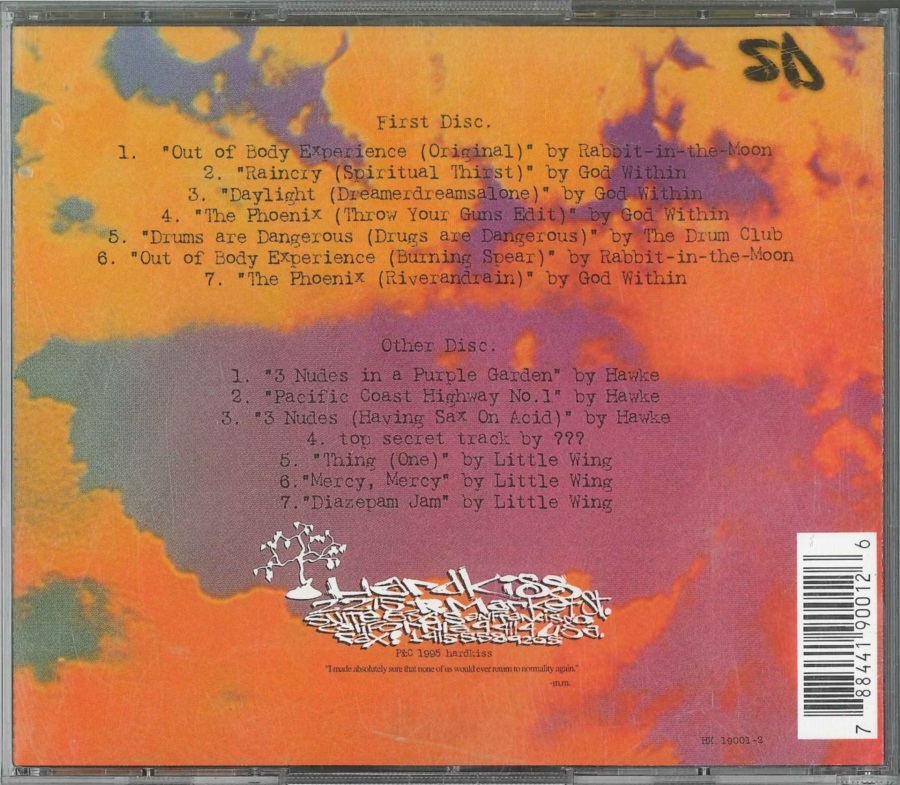 First Disc.
1. "Out of Body Experience (Original)" by Rabbit-in-the-Moon
2. "Raincry (Spiritual Thirst)" by God Within
3. "Daylight (Dreamerdreamsalone)" by God Within
4. "The Phoenix (Throw Your Guns Edit)" by God Within
5. "Drums are Dangerous (Drugs are Dangerous)" by The Drum Club
6. "Out of Body Experience (Burning Spear)" by Rabbit-in-the-Moon
7. "The Phoenix (Riverandrain)" by God Within
Other Disc.
1. "3 Nudes in a Purple Garden" by Hawke
2. "Pacific Coast Highway No.1" by Hawke
3. "3 Nudes (Having Sax On Acid)" by Hawke
4. top secret track by ???
5. "Thing (One)" by Little Wing
6."Mercy, Mercy" by Little Wing
7."Diazepam Jam" by Little Wing
Hardkiss
Market St.
P&C 1995 hardkiss
"I made absolutely sure that none of us would ever return to normality again."
-m.m.
HK 19001-2
7 88441 90012 6